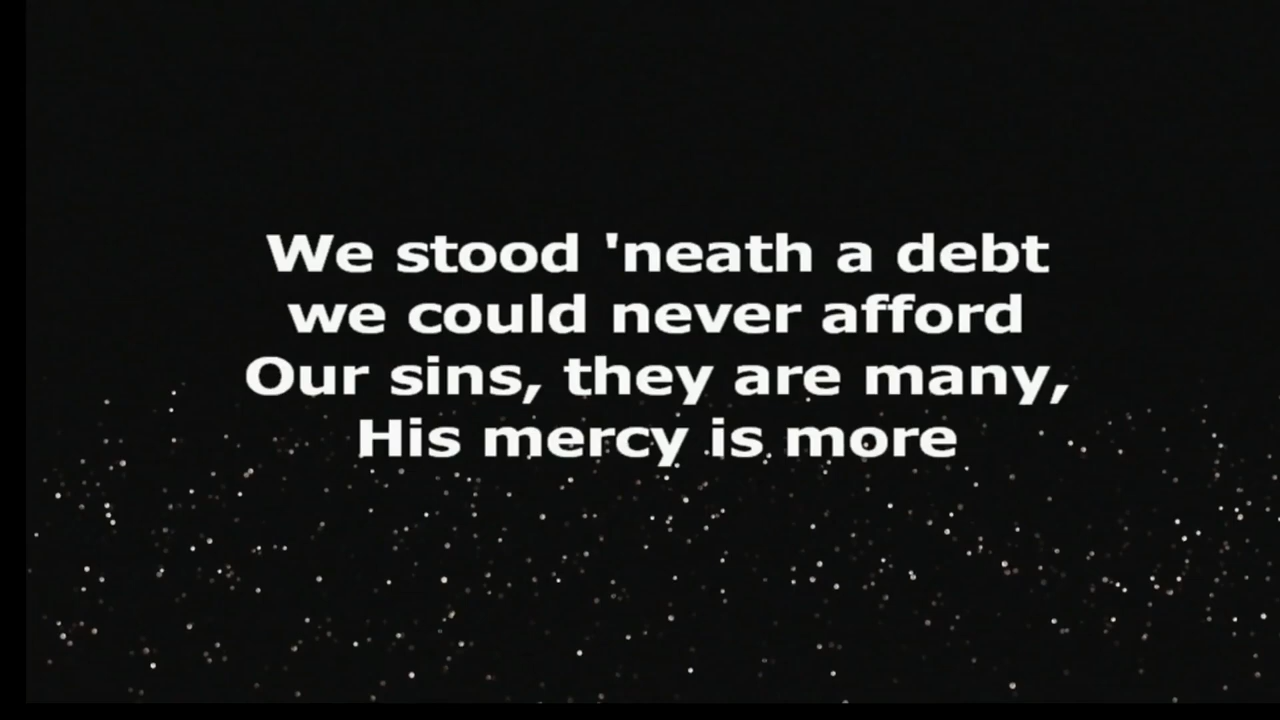 We stood 'neath a debt
we could never afford
Our sins, they are many,
His mercy is more